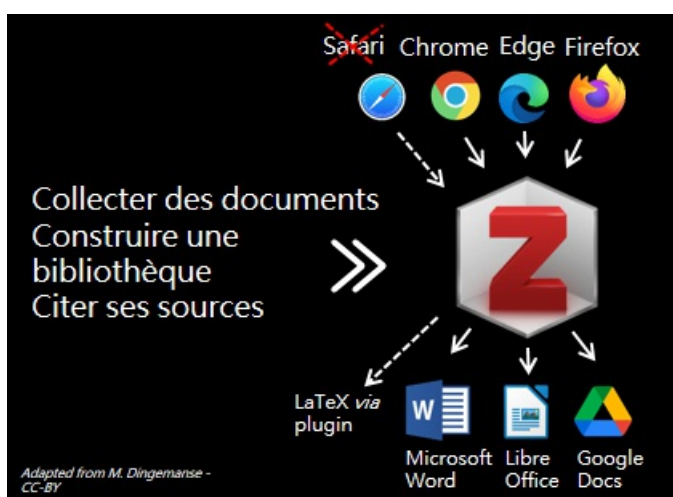 Safari Chrome Edge Firefox
Collecter des documents
Construire une
bibliothèque
Citer ses sources
Z
LaTeX via
plugin
W
Microsoft
Word
Libre
Office
Google
Docs
Adapted from M. Dingemanse -
CC-BY